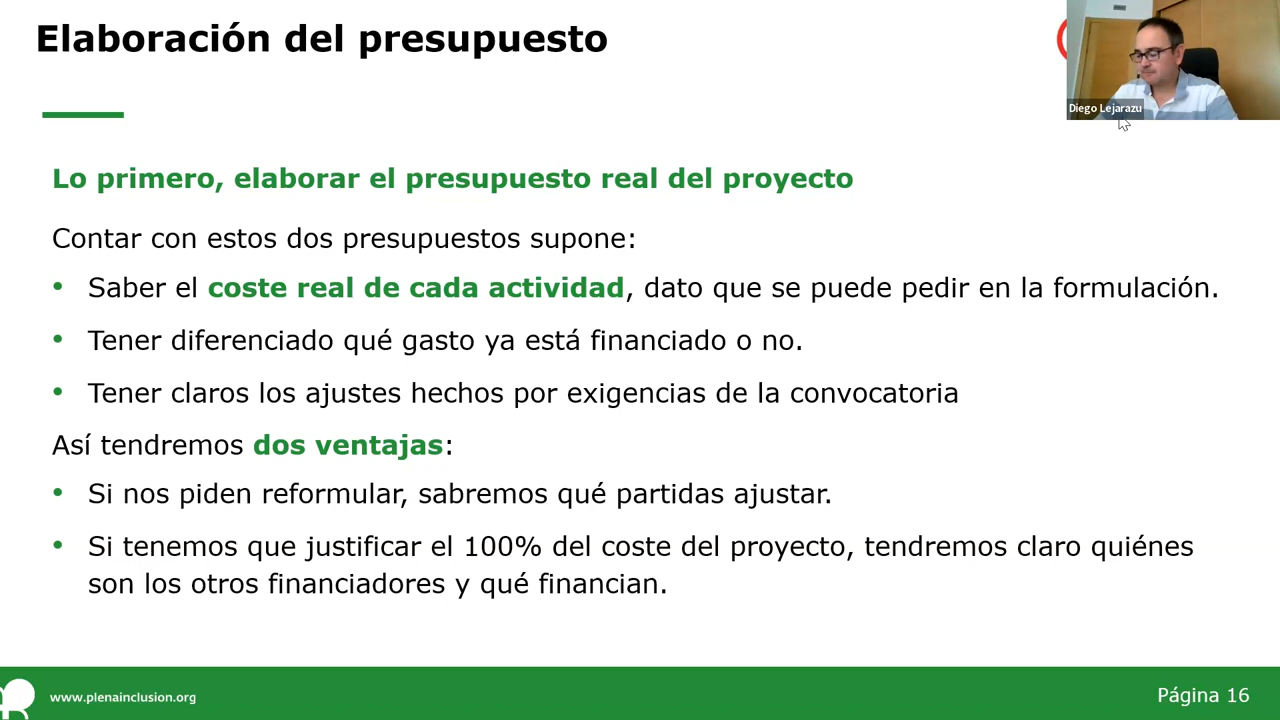 Elaboración del presupuesto
Diego Lejarazu
Lo primero, elaborar el presupuesto real del proyecto
Contar con estos dos presupuestos supone:
• Saber el coste real de cada actividad, dato que se puede pedir en la formulación.
• Tener diferenciado qué gasto ya está financiado o no.
• Tener claros los ajustes hechos por exigencias de la convocatoria
Así tendremos dos ventajas:
• Si nos piden reformular, sabremos qué partidas ajustar.
• Si tenemos que justificar el 100% del coste del proyecto, tendremos claro quiénes
son los otros financiadores y qué financian.
www.plenainclusion.org
Página 16